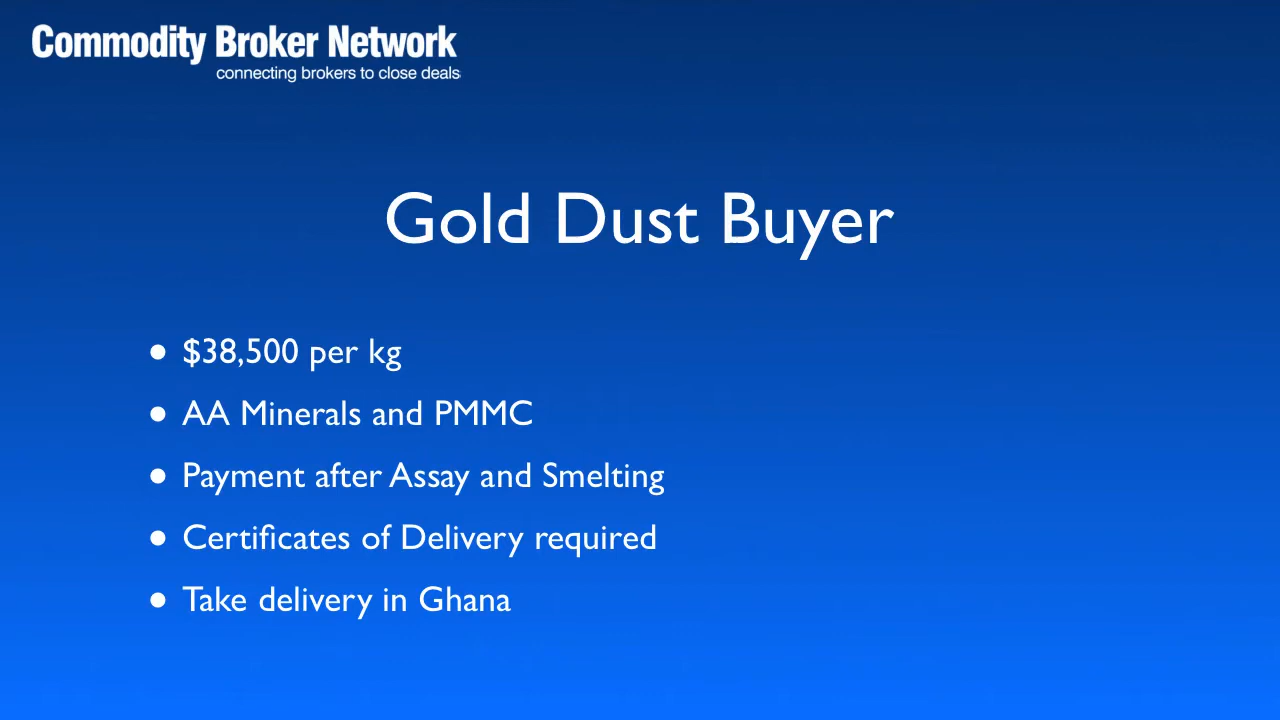 Commodity Broker Network
connecting brokers to close deals
Gold Dust Buyer
• $38,500 per kg
• AA Minerals and PMMC
• Payment after Assay and Smelting
• Certificates of Delivery required
• Take delivery in Ghana